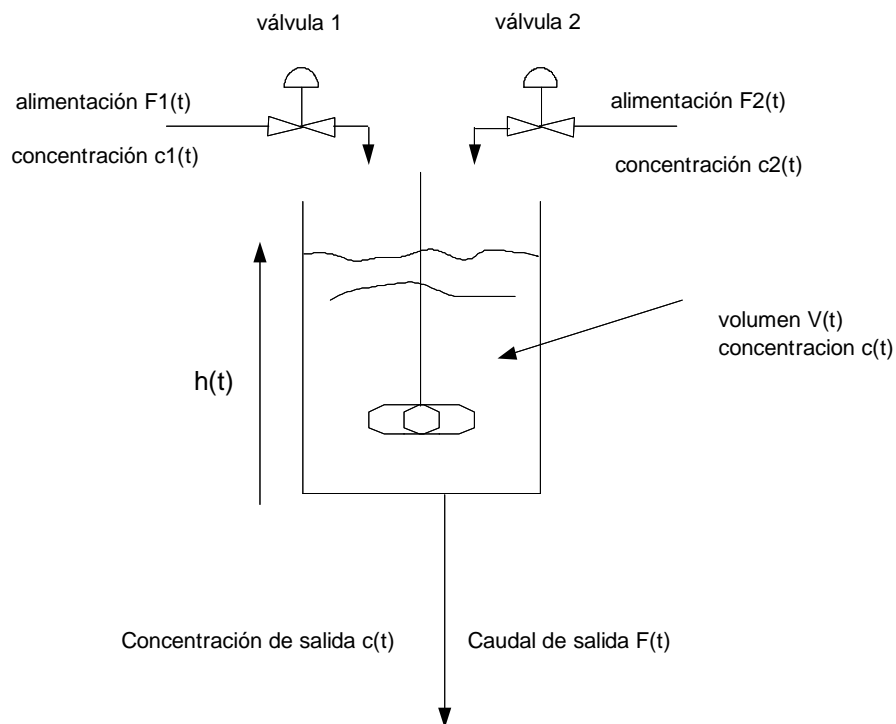 válvula 1
válvula 2
alimentación F1(t)
alimentación F2(t)
concentración c1(t)
concentración c2(t)
volumen V(t)
concentracion c(t)
h(t)
Concentración de salida c(t)
Caudal de salida F(t)